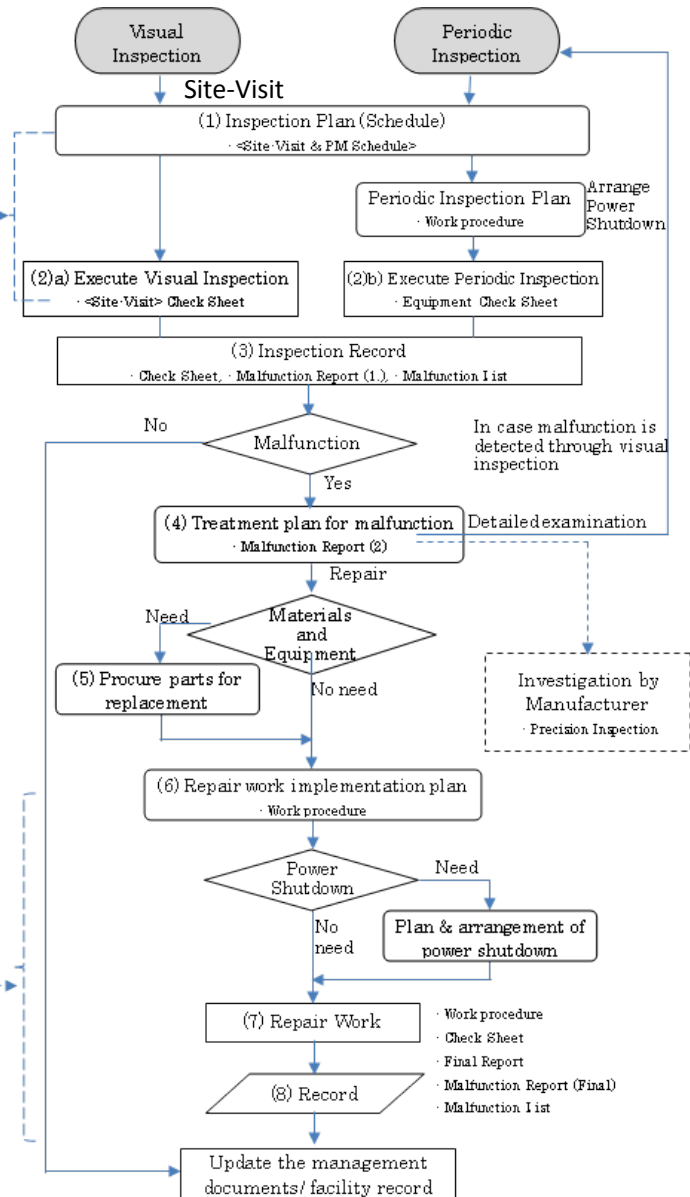 Visual
Inspection
Periodic
Inspection
Site-Visit
(1) Inspection Plan (Schedule)
· <Site-Visit & PM Schedule>
Periodic Inspection Plan
· Work procedure
Arrange
Power
Shutdown
(2)a) Execute Visual Inspection
· <Site-Visit> Check Sheet
(2)b) Execute Periodic Inspection
· Equipment Check Sheet
(3) Inspection Record
· Check Sheet, · Malfunction Report (1.), · Malfunction List
No
Malfunction
In case malfunction is
detected through visual
inspection
Yes
(4) Treatment plan for malfunction
· Malfunction Report (2)
Detailed examination
Repair
Materials
and
Equipment
Need
(5) Procure parts for
replacement
No need
Investigation by
Manufacturer
· Precision Inspection
(6) Repair work implementation plan
· Work procedure
Power
Shutdown
Need
No
need
Plan & arrangement of
power shutdown
(7) Repair Work
· Work procedure
· Check Sheet
· Final Report
· Malfunction Report (Final)
· Malfunction List
(8) Record
Update the management
documents/ facility record